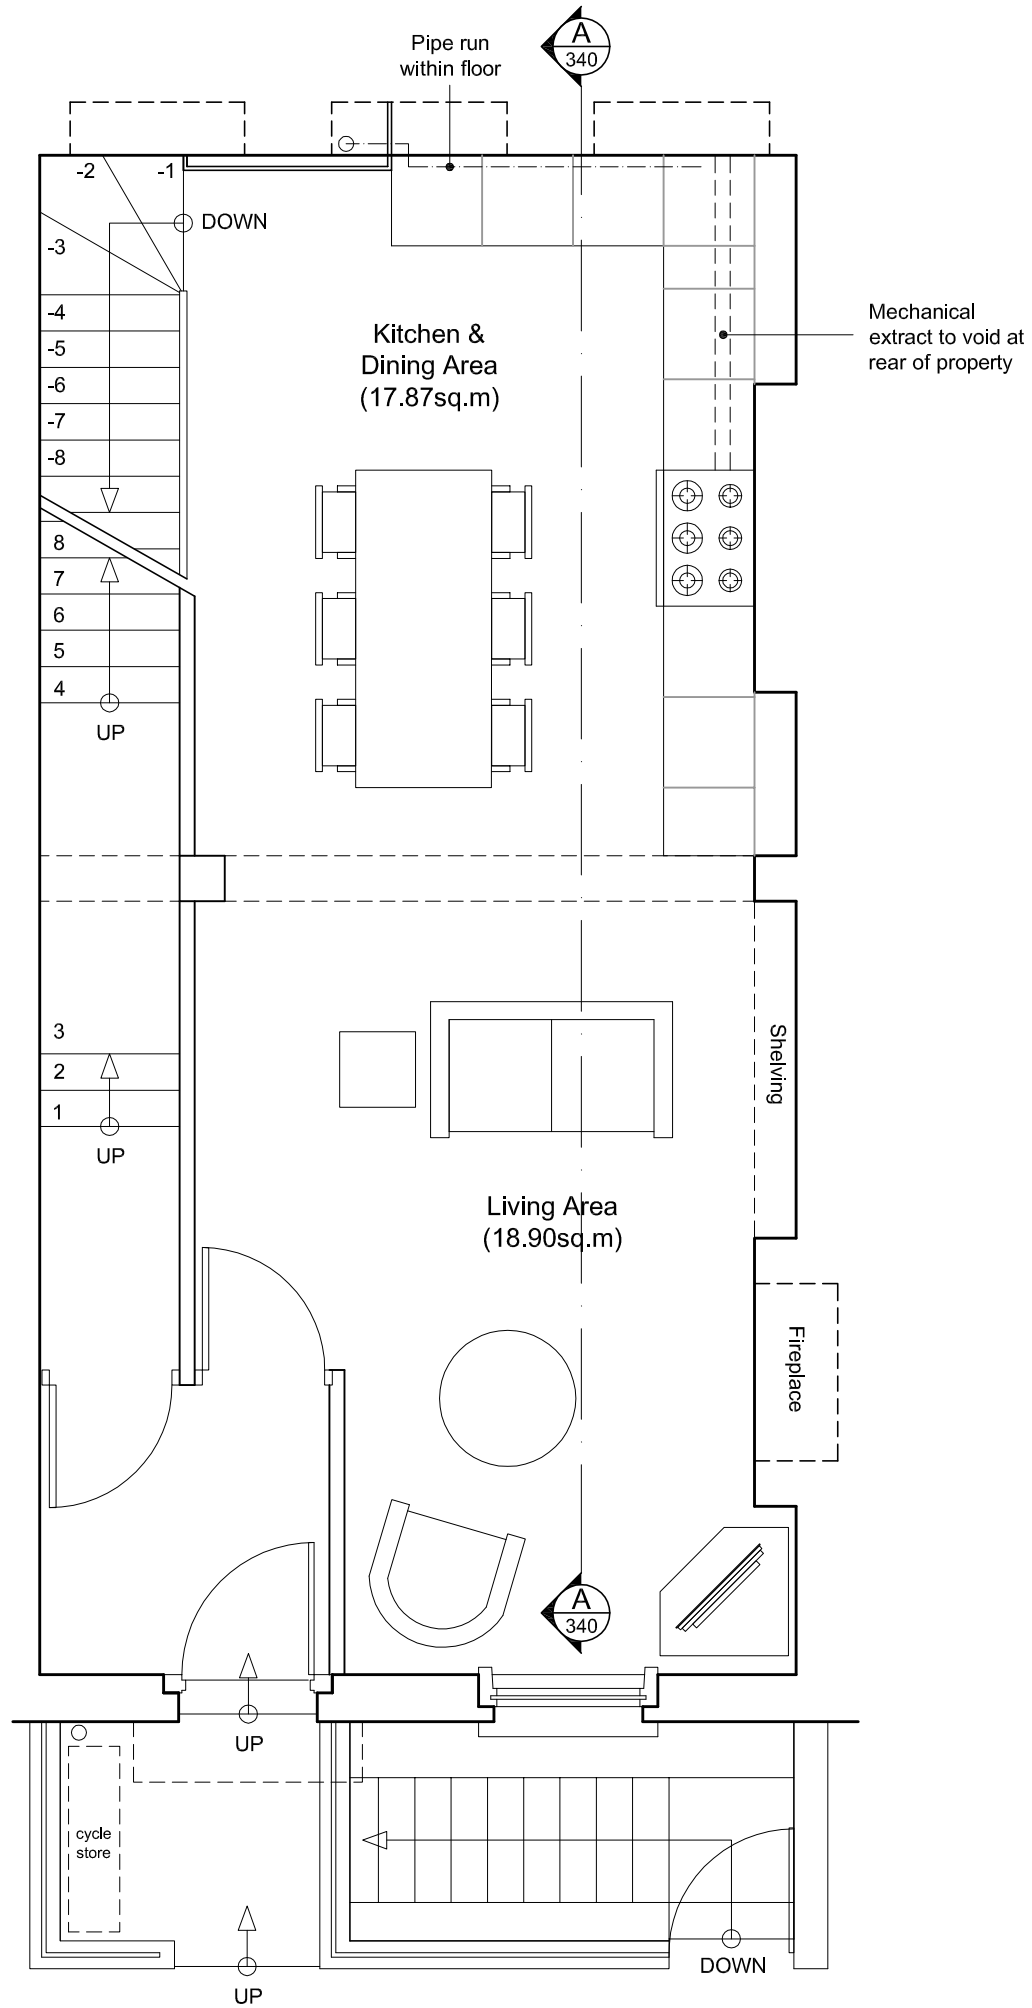 A
340
Pipe run
within floor
-2
-1
DOWN
-3
-4
-5
-6
-7
-8
Kitchen &
Dining Area
(17.87sq.m)
Mechanical
extract to void at
rear of property
8
7
6
5
4
UP
3
2
1
UP
Shelving
Living Area
(18.90sq.m)
Fireplace
A
340
UP
cycle
store
DOWN
UP